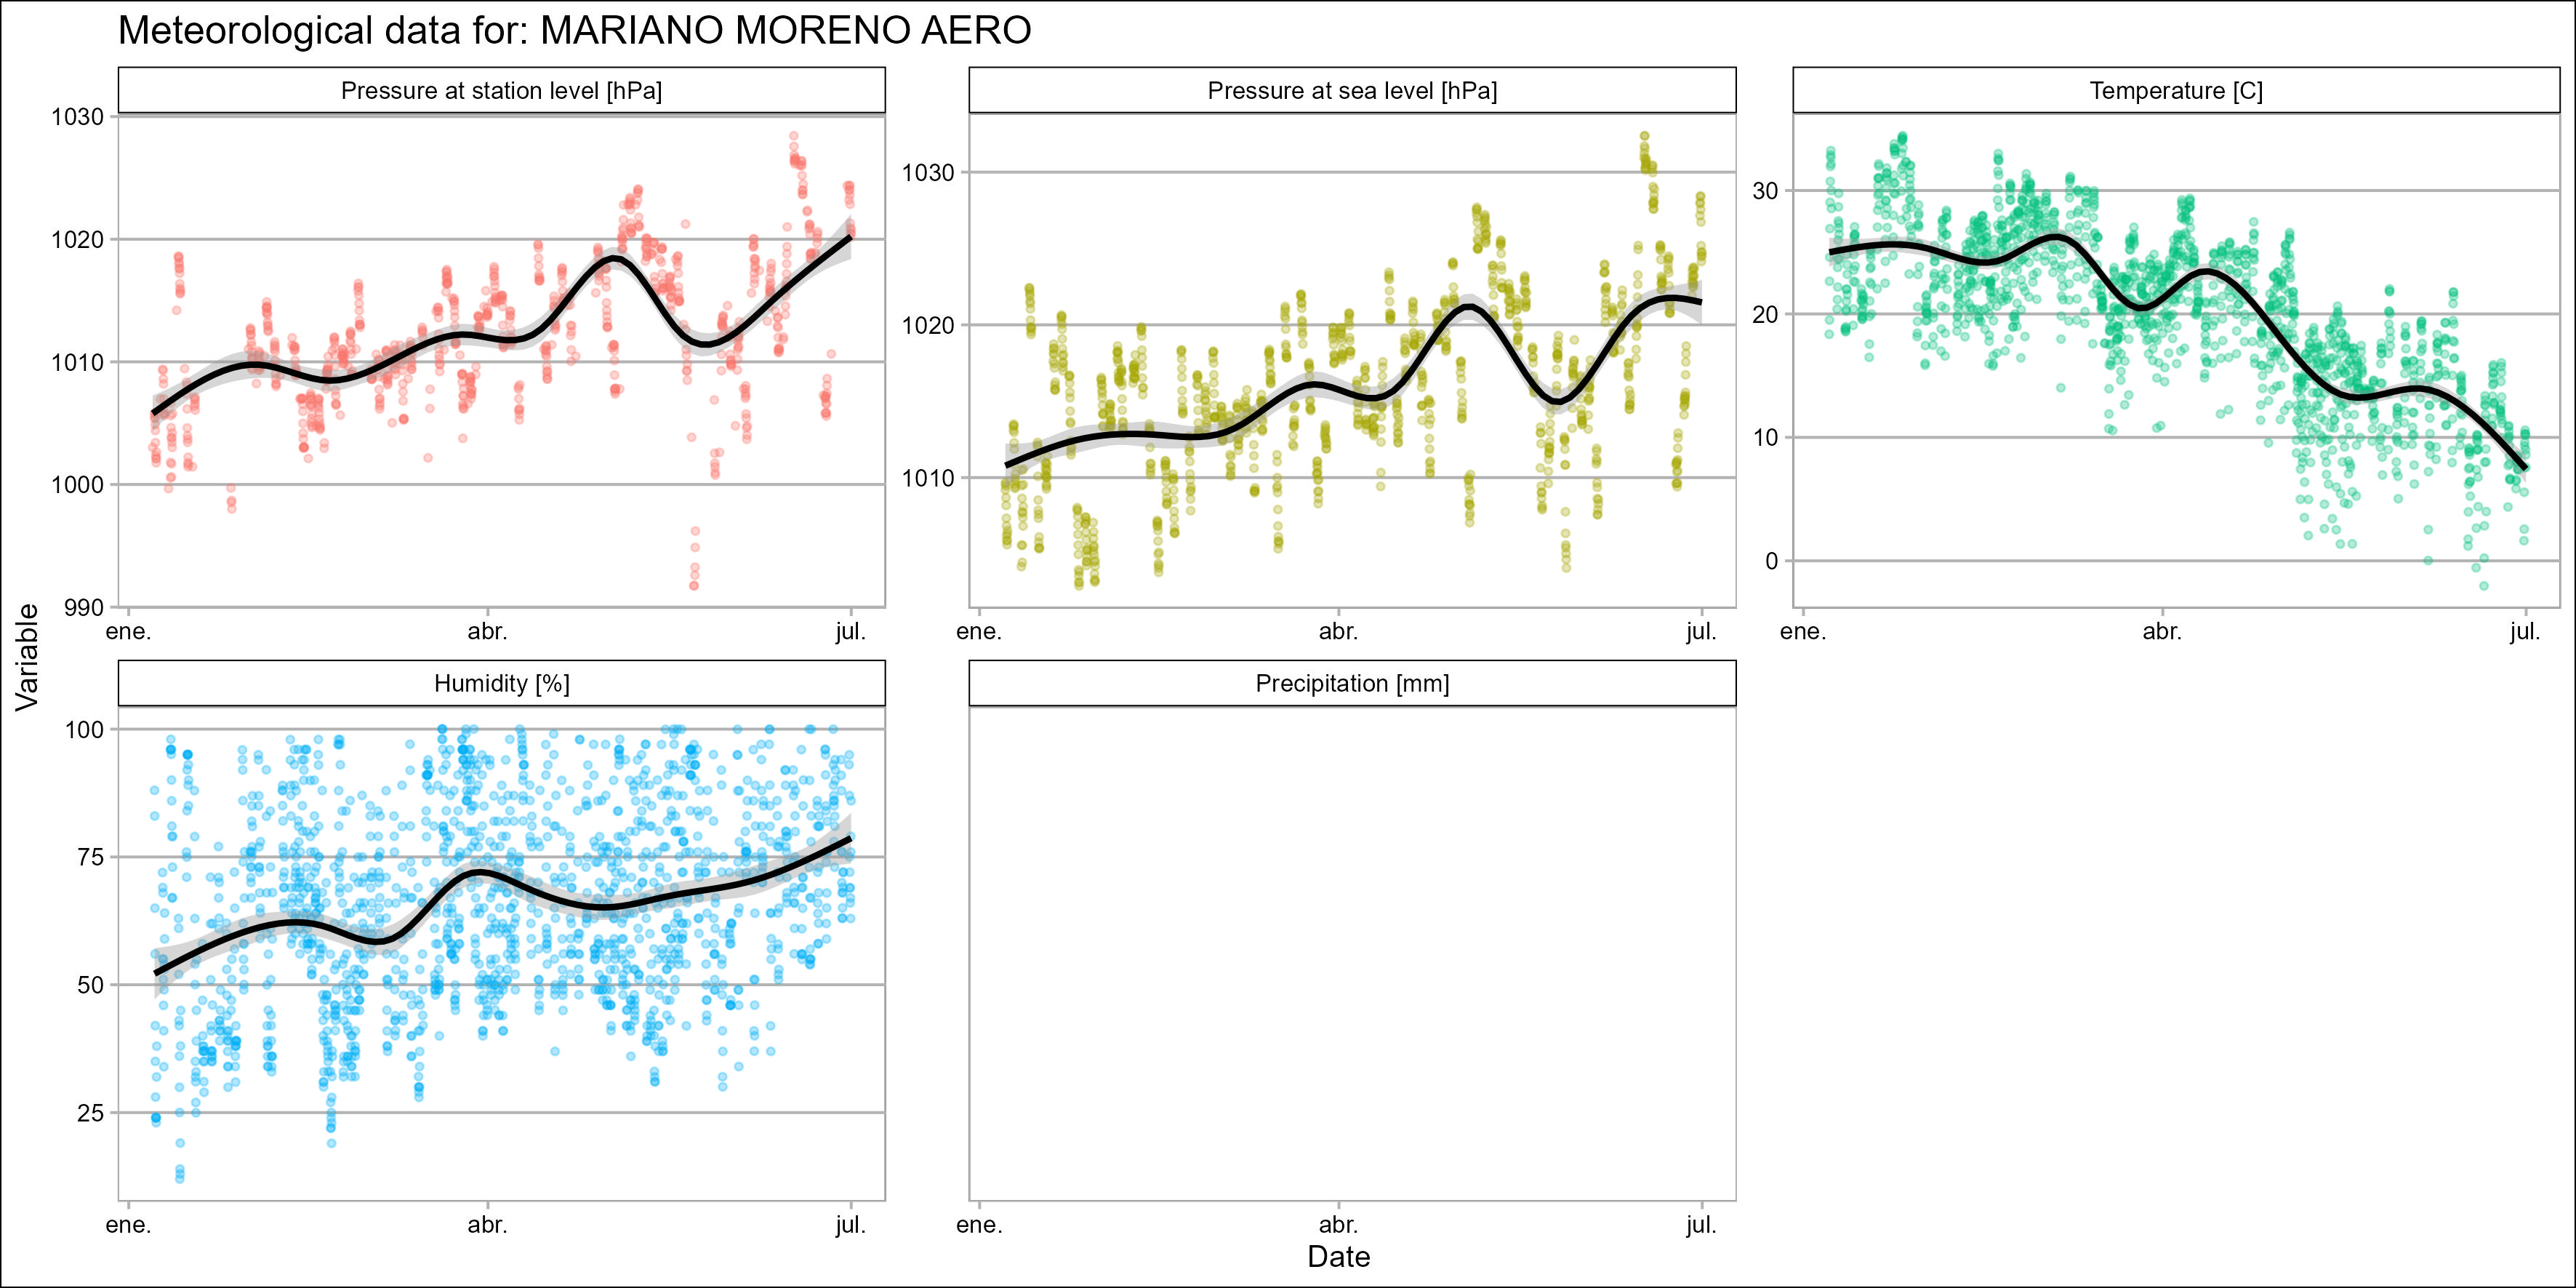 Meteorological data for: MARIANO MORENO AERO
Pressure at station level [hPa]
Pressure at sea level [hPa]
Temperature [C]
1030
1020
1010
1000
990
1030
1020
1010
30
20
10
0
ene. abr. jul.
ene. abr. jul.
ene. abr. jul.
Variable
Humidity [%]
Precipitation [mm]
100
75
50
25
ene. abr. jul.
ene. abr. jul.
Date